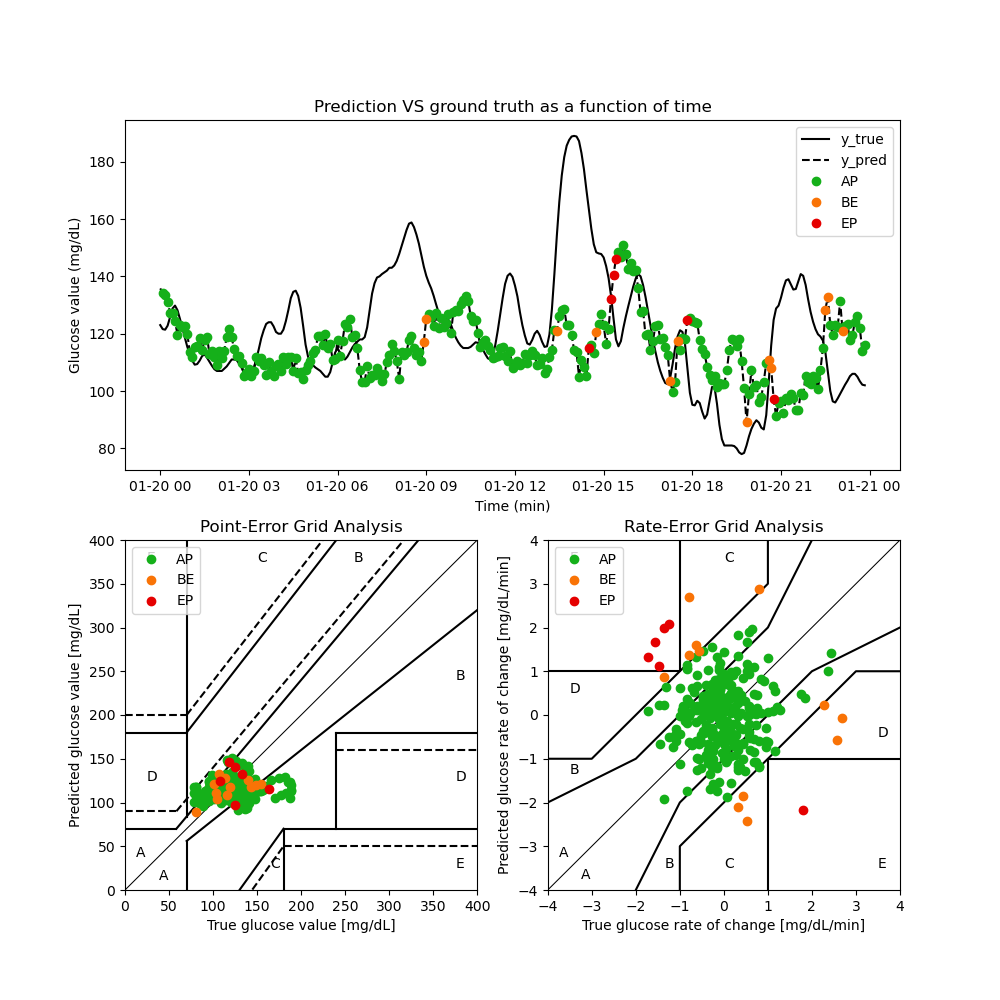 Prediction VS ground truth as a function of time
Glucose value (mg/dL)
180
160
140
120
100
80
y_true
y_pred
AP
BE
EP
01-20 00 01-20 03 01-20 06 01-20 09 01-20 12 01-20 15 01-20 18 01-20 21 01-21 00
Time (min)
Point-Error Grid Analysis
Predicted glucose value [mg/dL]
400
350
300
250
200
150
100
50
0
AP
BE
EP
C
B
B
D
D
A
A
C
E
0 50 100 150 200 250 300 350 400
True glucose value [mg/dL]
Rate-Error Grid Analysis
Predicted glucose rate of change [mg/dL/min]
4
3
2
1
0
−1
−2
−3
−4
AP
BE
EP
C
D
D
B
A
A
B
C
E
−4 −3 −2 −1 0 1 2 3 4
True glucose rate of change [mg/dL/min]